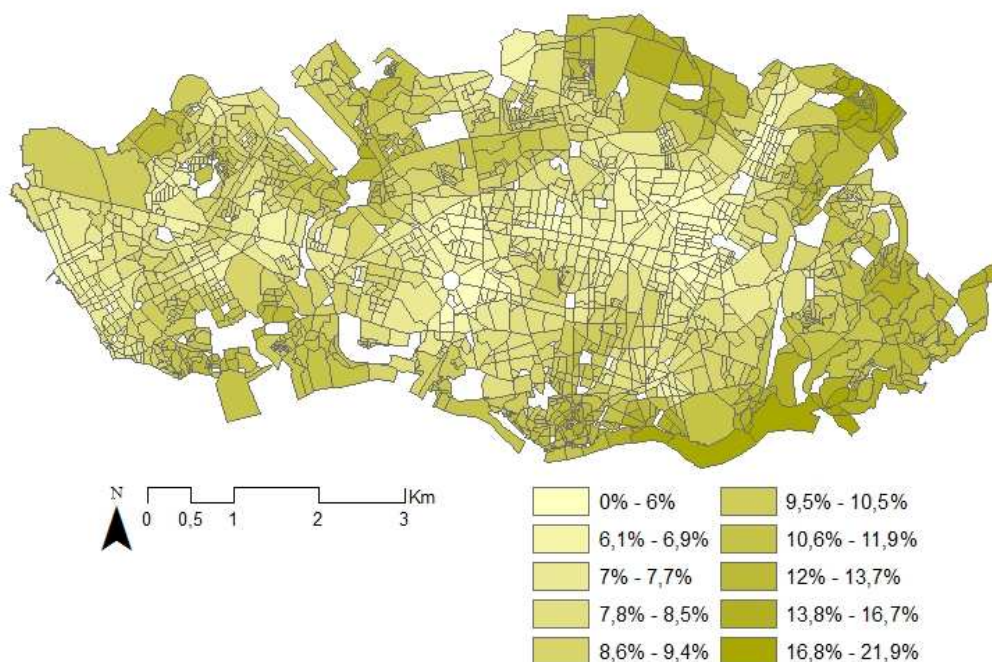 N
0 0,5 1 2 3 Km
0% - 6%
6,1% - 6,9%
7% - 7,7%
7,8% - 8,5%
8,6% - 9,4%
9,5% - 10,5%
10,6% - 11,9%
12% - 13,7%
13,8% - 16,7%
16,8% - 21,9%